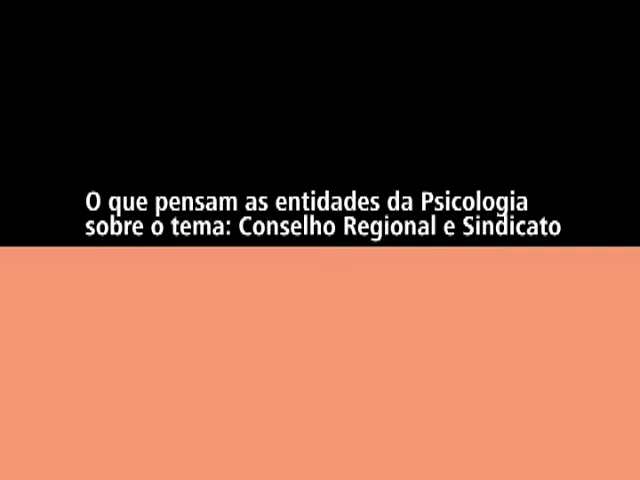 O que pensam as entidades da Psicologia
sobre o tema: Conselho Regional e Sindicato